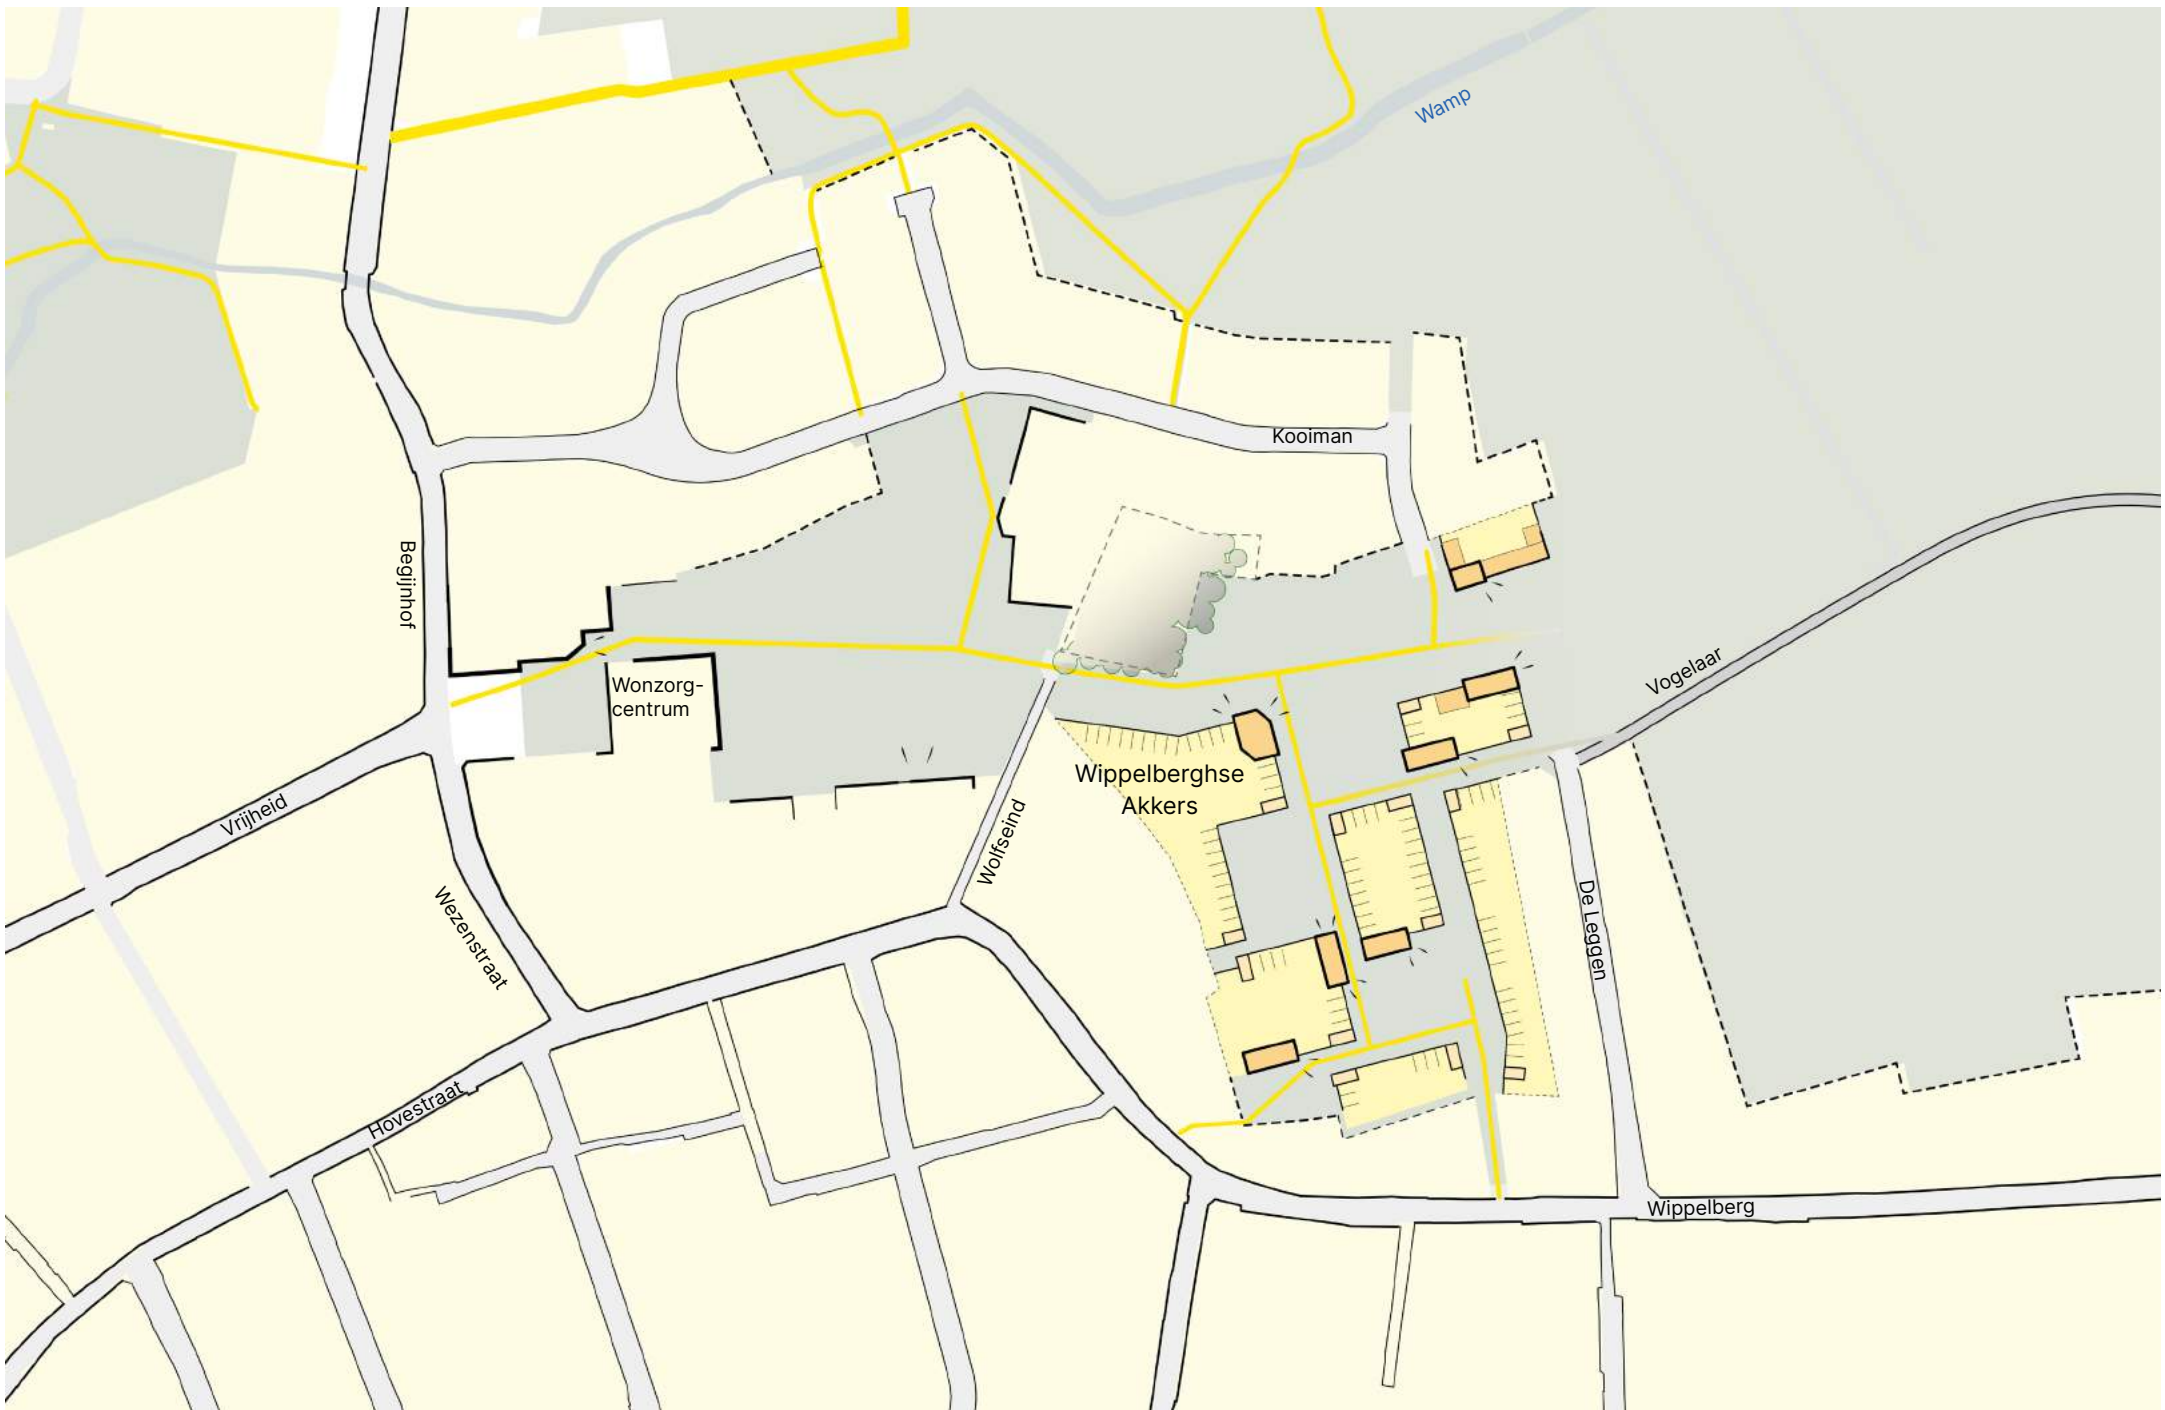 Wamp
Kooiman
Begijnhof
Vogelaar
Wonzorg-
centrum
Wippelberghse
Akkers
Vrijheid
Wolfseind
Wezenstraat
De Leggen
Hovestraat
Wippelberg